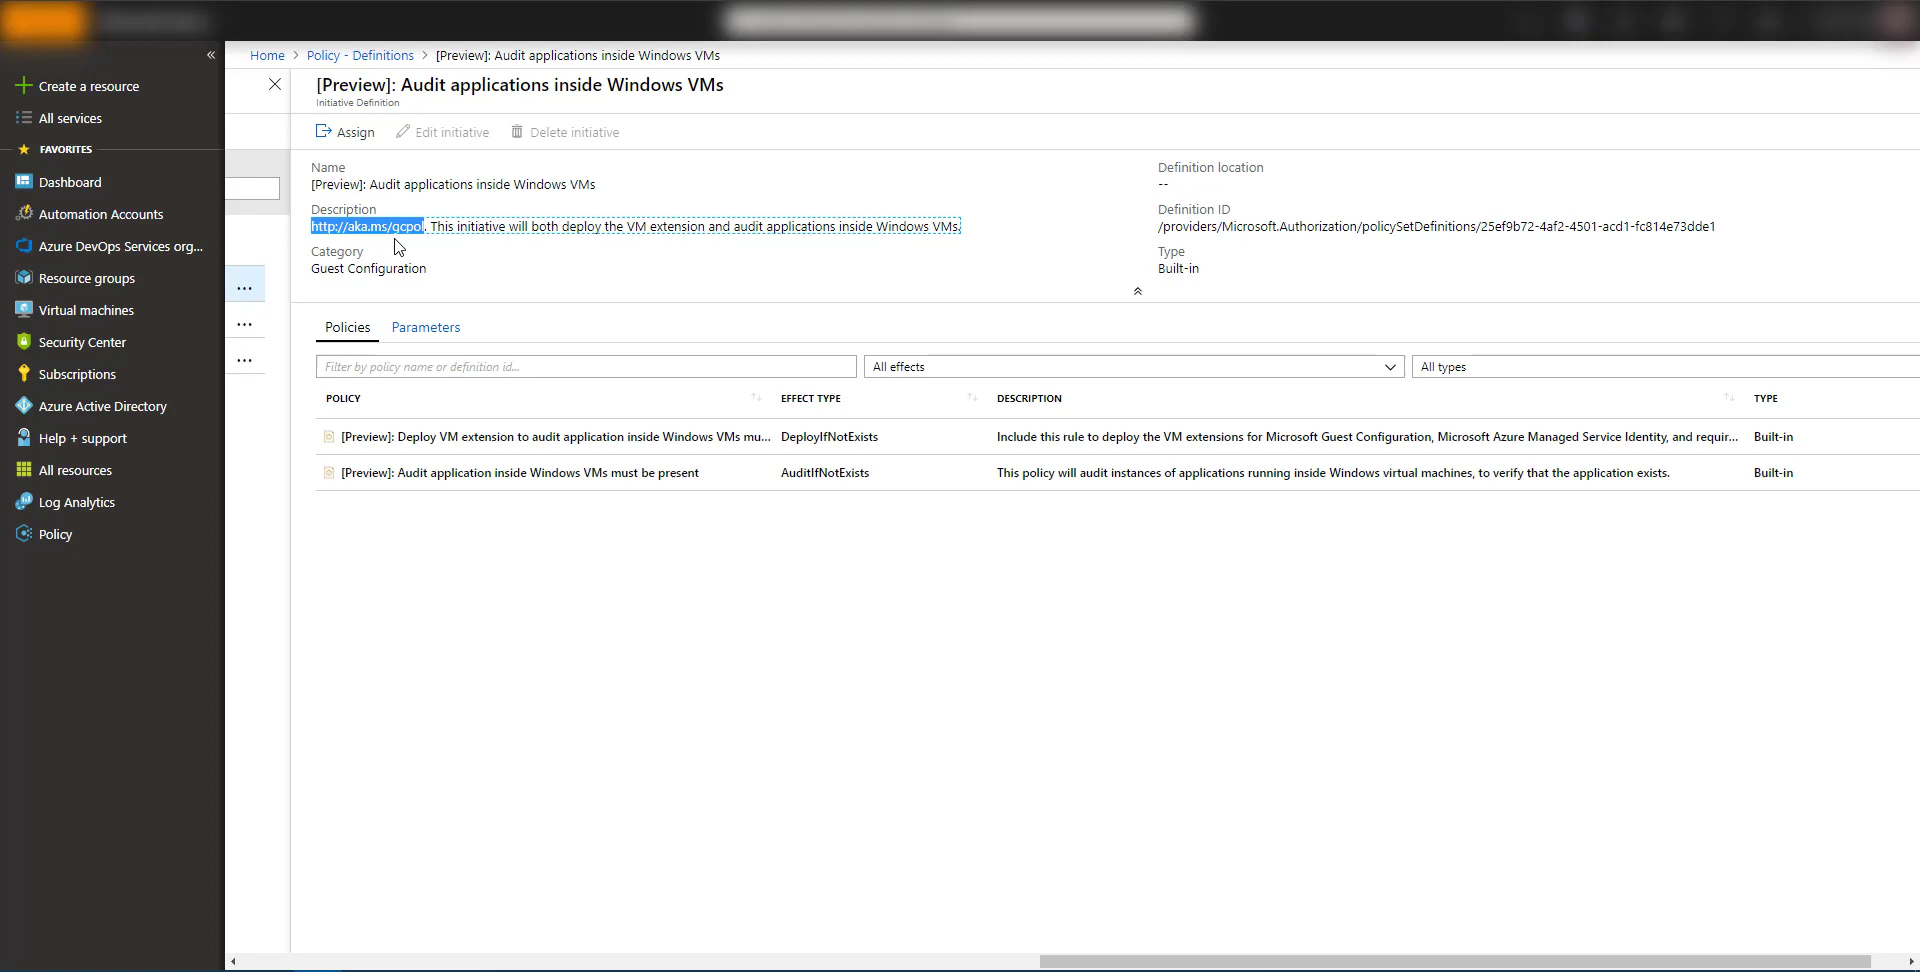 Home > Policy - Definitions > [Preview]: Audit applications inside Windows VMs
[Preview]: Audit applications inside Windows VMs
Initiative Definition
Create a resource
All services
FAVORITES
Dashboard
Automation Accounts
Azure DevOps Services org...
Resource groups
Virtual machines
Security Center
Subscriptions
Azure Active Directory
Help + support
All resources
Log Analytics
Policy
Assign
Edit initiative
Delete initiative
Name
[Preview]: Audit applications inside Windows VMs
Description
http://aka.ms/gcpol. This initiative will both deploy the VM extension and audit applications inside Windows VMs.
Category
Guest Configuration
Definition location
--
Definition ID
/providers/Microsoft.Authorization/policySetDefinitions/25ef9b72-4af2-4501-acd1-fc814e73dde1
Type
Built-in
Policies Parameters
Filter by policy name or definition id... All effects All types
POLICY EFFECT TYPE DESCRIPTION TYPE
[Preview]: Deploy VM extension to audit application inside Windows VMs mu... DeployIfNotExists Include this rule to deploy the VM extensions for Microsoft Guest Configuration, Microsoft Azure Managed Service Identity, and requir... Built-in
[Preview]: Audit application inside Windows VMs must be present AuditIfNotExists This policy will audit instances of applications running inside Windows virtual machines, to verify that the application exists. Built-in